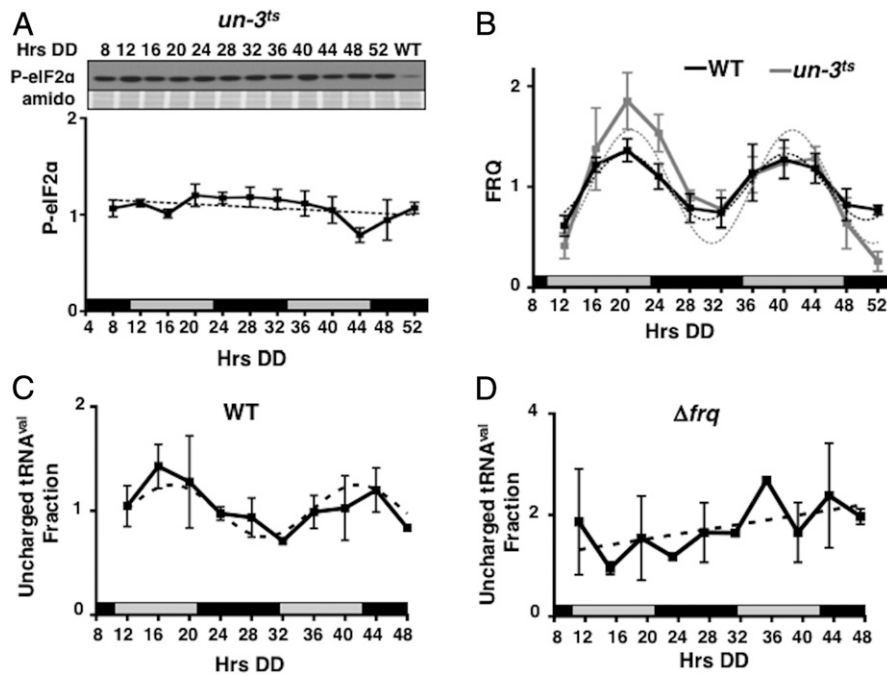 A
un-3ts
Hrs DD 8 12 16 20 24 28 32 36 40 44 48 52 WT
P-eIF2α
amido
P-eIF2α
2
1
0
4 8 12 16 20 24 28 32 36 40 44 48 52
Hrs DD
B
WT un-3ts
FRQ
2
1
0
12 16 20 24 28 32 36 40 44 48 52
Hrs DD
C
WT
Uncharged tRNAval
Fraction
2
1
0
8 12 16 20 24 28 32 36 40 44 48
Hrs DD
D
Δfrq
Uncharged tRNAval
Fraction
4
2
0
8 12 16 20 24 28 32 36 40 44 48
Hrs DD